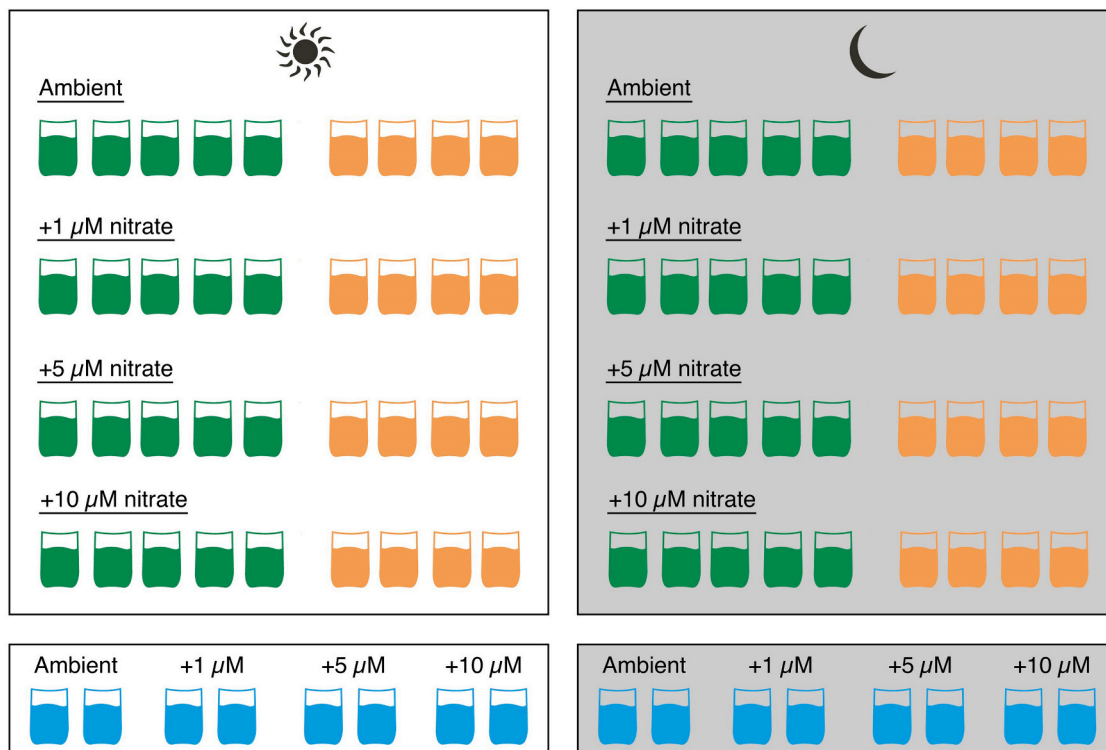 Ambient
+1 µM nitrate
+5 µM nitrate
+10 µM nitrate
Ambient +1 µM +5 µM +10 µM
Ambient
+1 µM nitrate
+5 µM nitrate
+10 µM nitrate
Ambient +1 µM +5 µM +10 µM